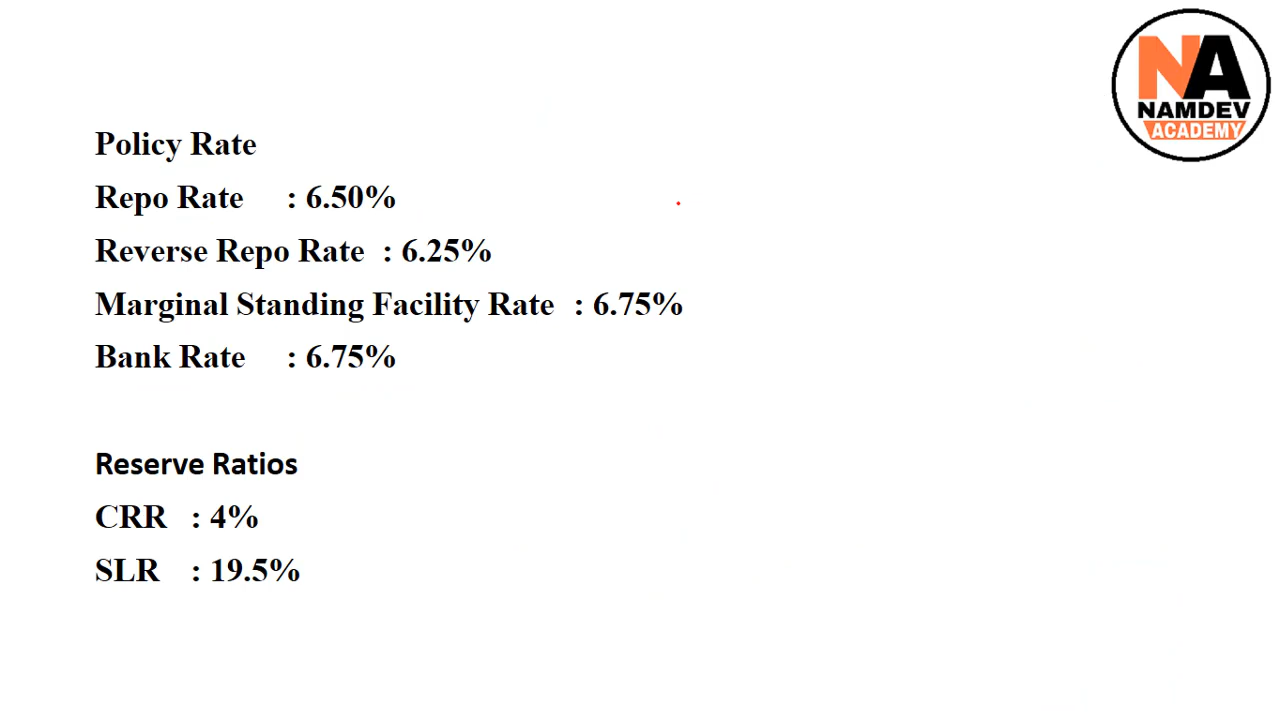 NA
NAMDEV
ACADEMY
Policy Rate
Repo Rate : 6.50%
Reverse Repo Rate : 6.25%
Marginal Standing Facility Rate : 6.75%
Bank Rate : 6.75%
Reserve Ratios
CRR : 4%
SLR : 19.5%